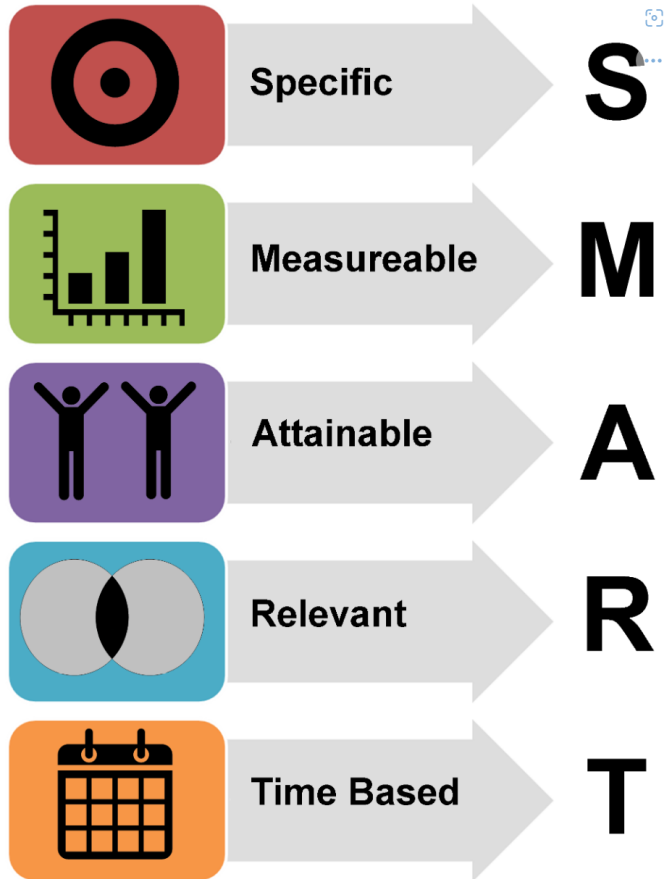 Specific S
Measureable M
Attainable A
Relevant R
Time Based T